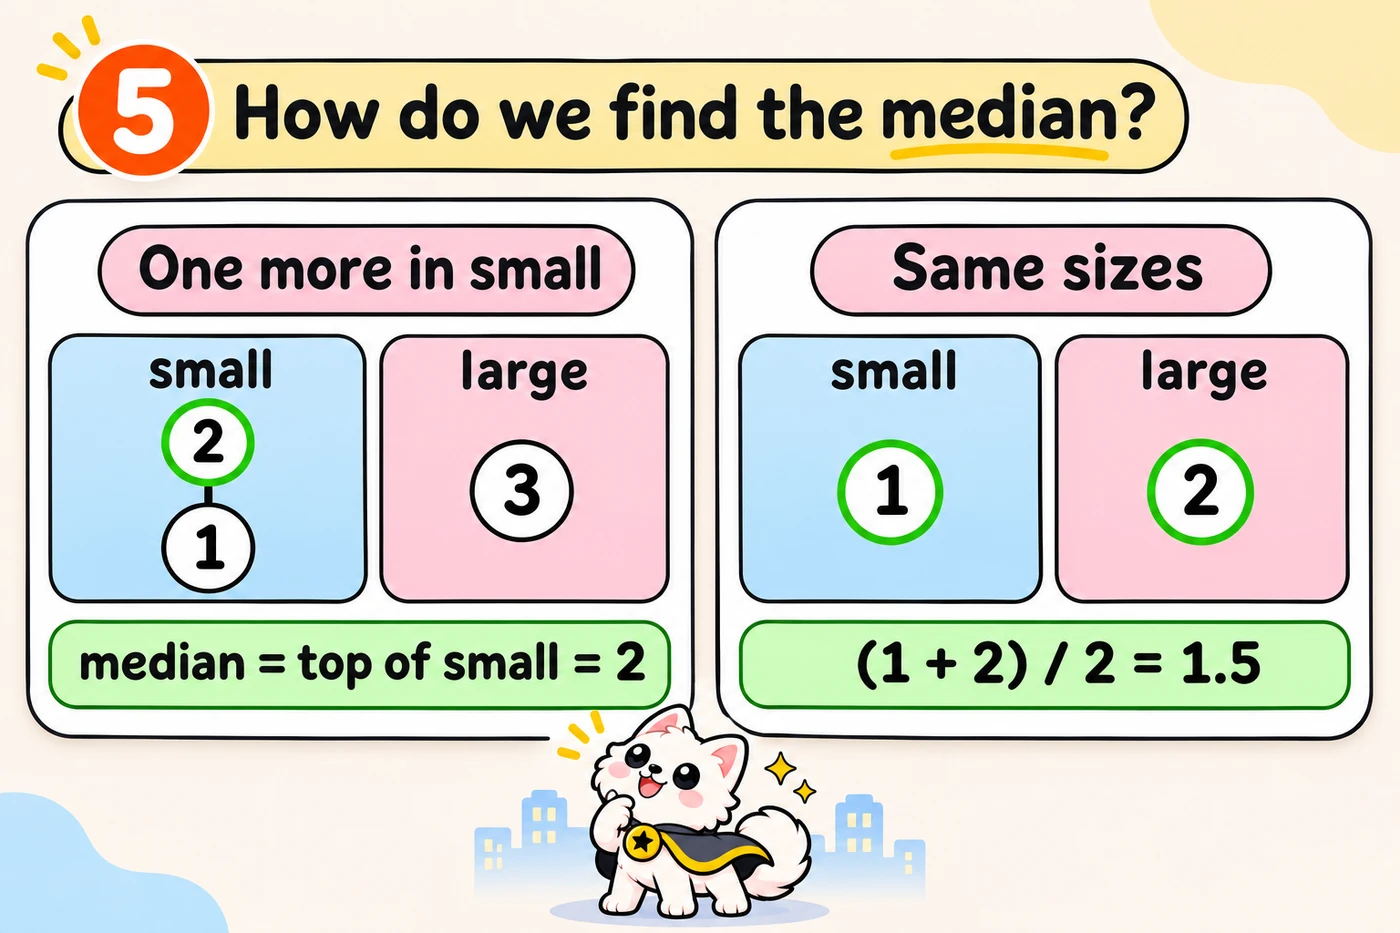 5
How do we find the median?
One more in small
small
2
1
large
3
median = top of small = 2
Same sizes
small
1
large
2
(1 + 2) / 2 = 1.5